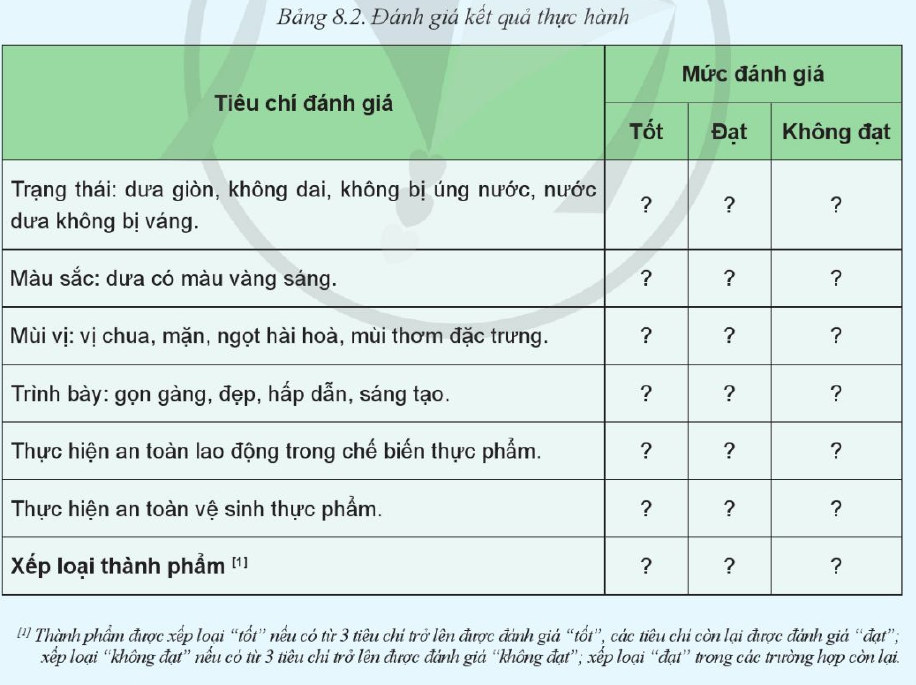 Bảng 8.2. Đánh giá kết quả thực hành
Tiêu chí đánh giá
Mức đánh giá
Tốt
Đạt
Không đạt
Trạng thái: dưa giòn, không dai, không bị úng nước, nước
dưa không bị váng.
? ? ?
Màu sắc: dưa có màu vàng sáng.
? ? ?
Mùi vị: vị chua, mặn, ngọt hài hoà, mùi thơm đặc trưng.
? ? ?
Trình bày: gọn gàng, đẹp, hấp dẫn, sáng tạo.
? ? ?
Thực hiện an toàn lao động trong chế biến thực phẩm.
? ? ?
Thực hiện an toàn vệ sinh thực phẩm.
? ? ?
Xếp loại thành phẩm [1]
? ? ?
[1] Thành phẩm được xếp loại “tốt” nếu có từ 3 tiêu chí trở lên được đánh giá “tốt”, các tiêu chí còn lại được đánh giá “đạt”;
xếp loại “không đạt” nếu có từ 3 tiêu chí trở lên được đánh giá “không đạt”; xếp loại “đạt” trong các trường hợp còn lại.